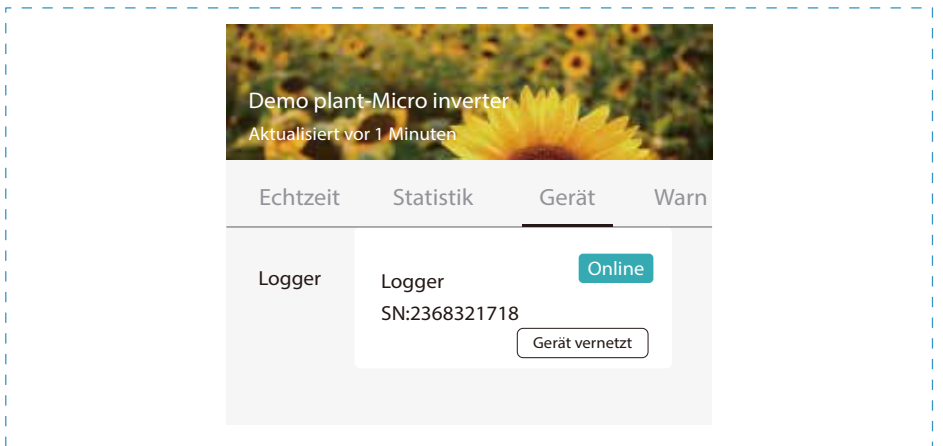 Demo plant-Micro inverter
Aktualisiert vor 1 Minuten
Echtzeit Statistik Gerät Warn
Logger
Logger
Online
SN:2368321718
Gerät vernetzt